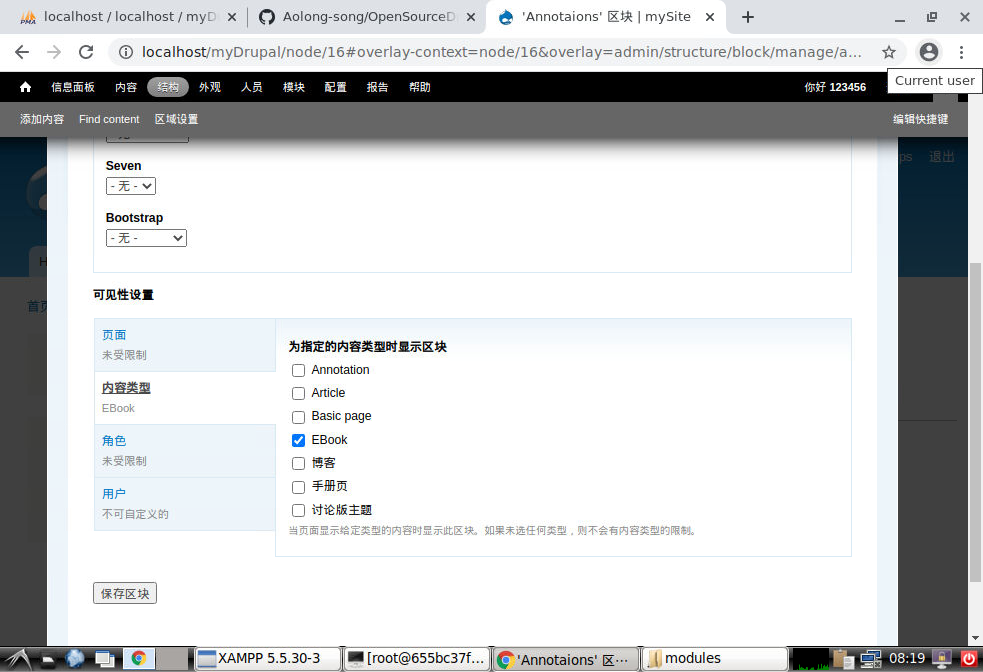 localhost / localhost / myD
Aolong-song/OpenSourceD
'Annotaions' 区块 | mySite
localhost/myDrupal/node/16#overlay-context=node/16&overlay=admin/structure/block/manage/a...
Current user
信息面板 内容 结构 外观 人员 模块 配置 报告 帮助 你好 123456
添加内容 Find content 区域设置 编辑快捷键
ps 退出
Seven
- 无 -
Bootstrap
- 无 -
H
可见性设置
首页
页面
未受限制
内容类型
EBook
角色
未受限制
用户
不可自定义的
为指定的内容类型时显示区块
Annotation
Article
Basic page
EBook
博客
手册页
讨论版主题
当页面显示给定类型的内容时显示此区块。如果未选任何类型，则不会有内容类型的限制。
保存区块
XAMPP 5.5.30-3
[root@655bc37f...
'Annotaions' 区...
modules
08:19